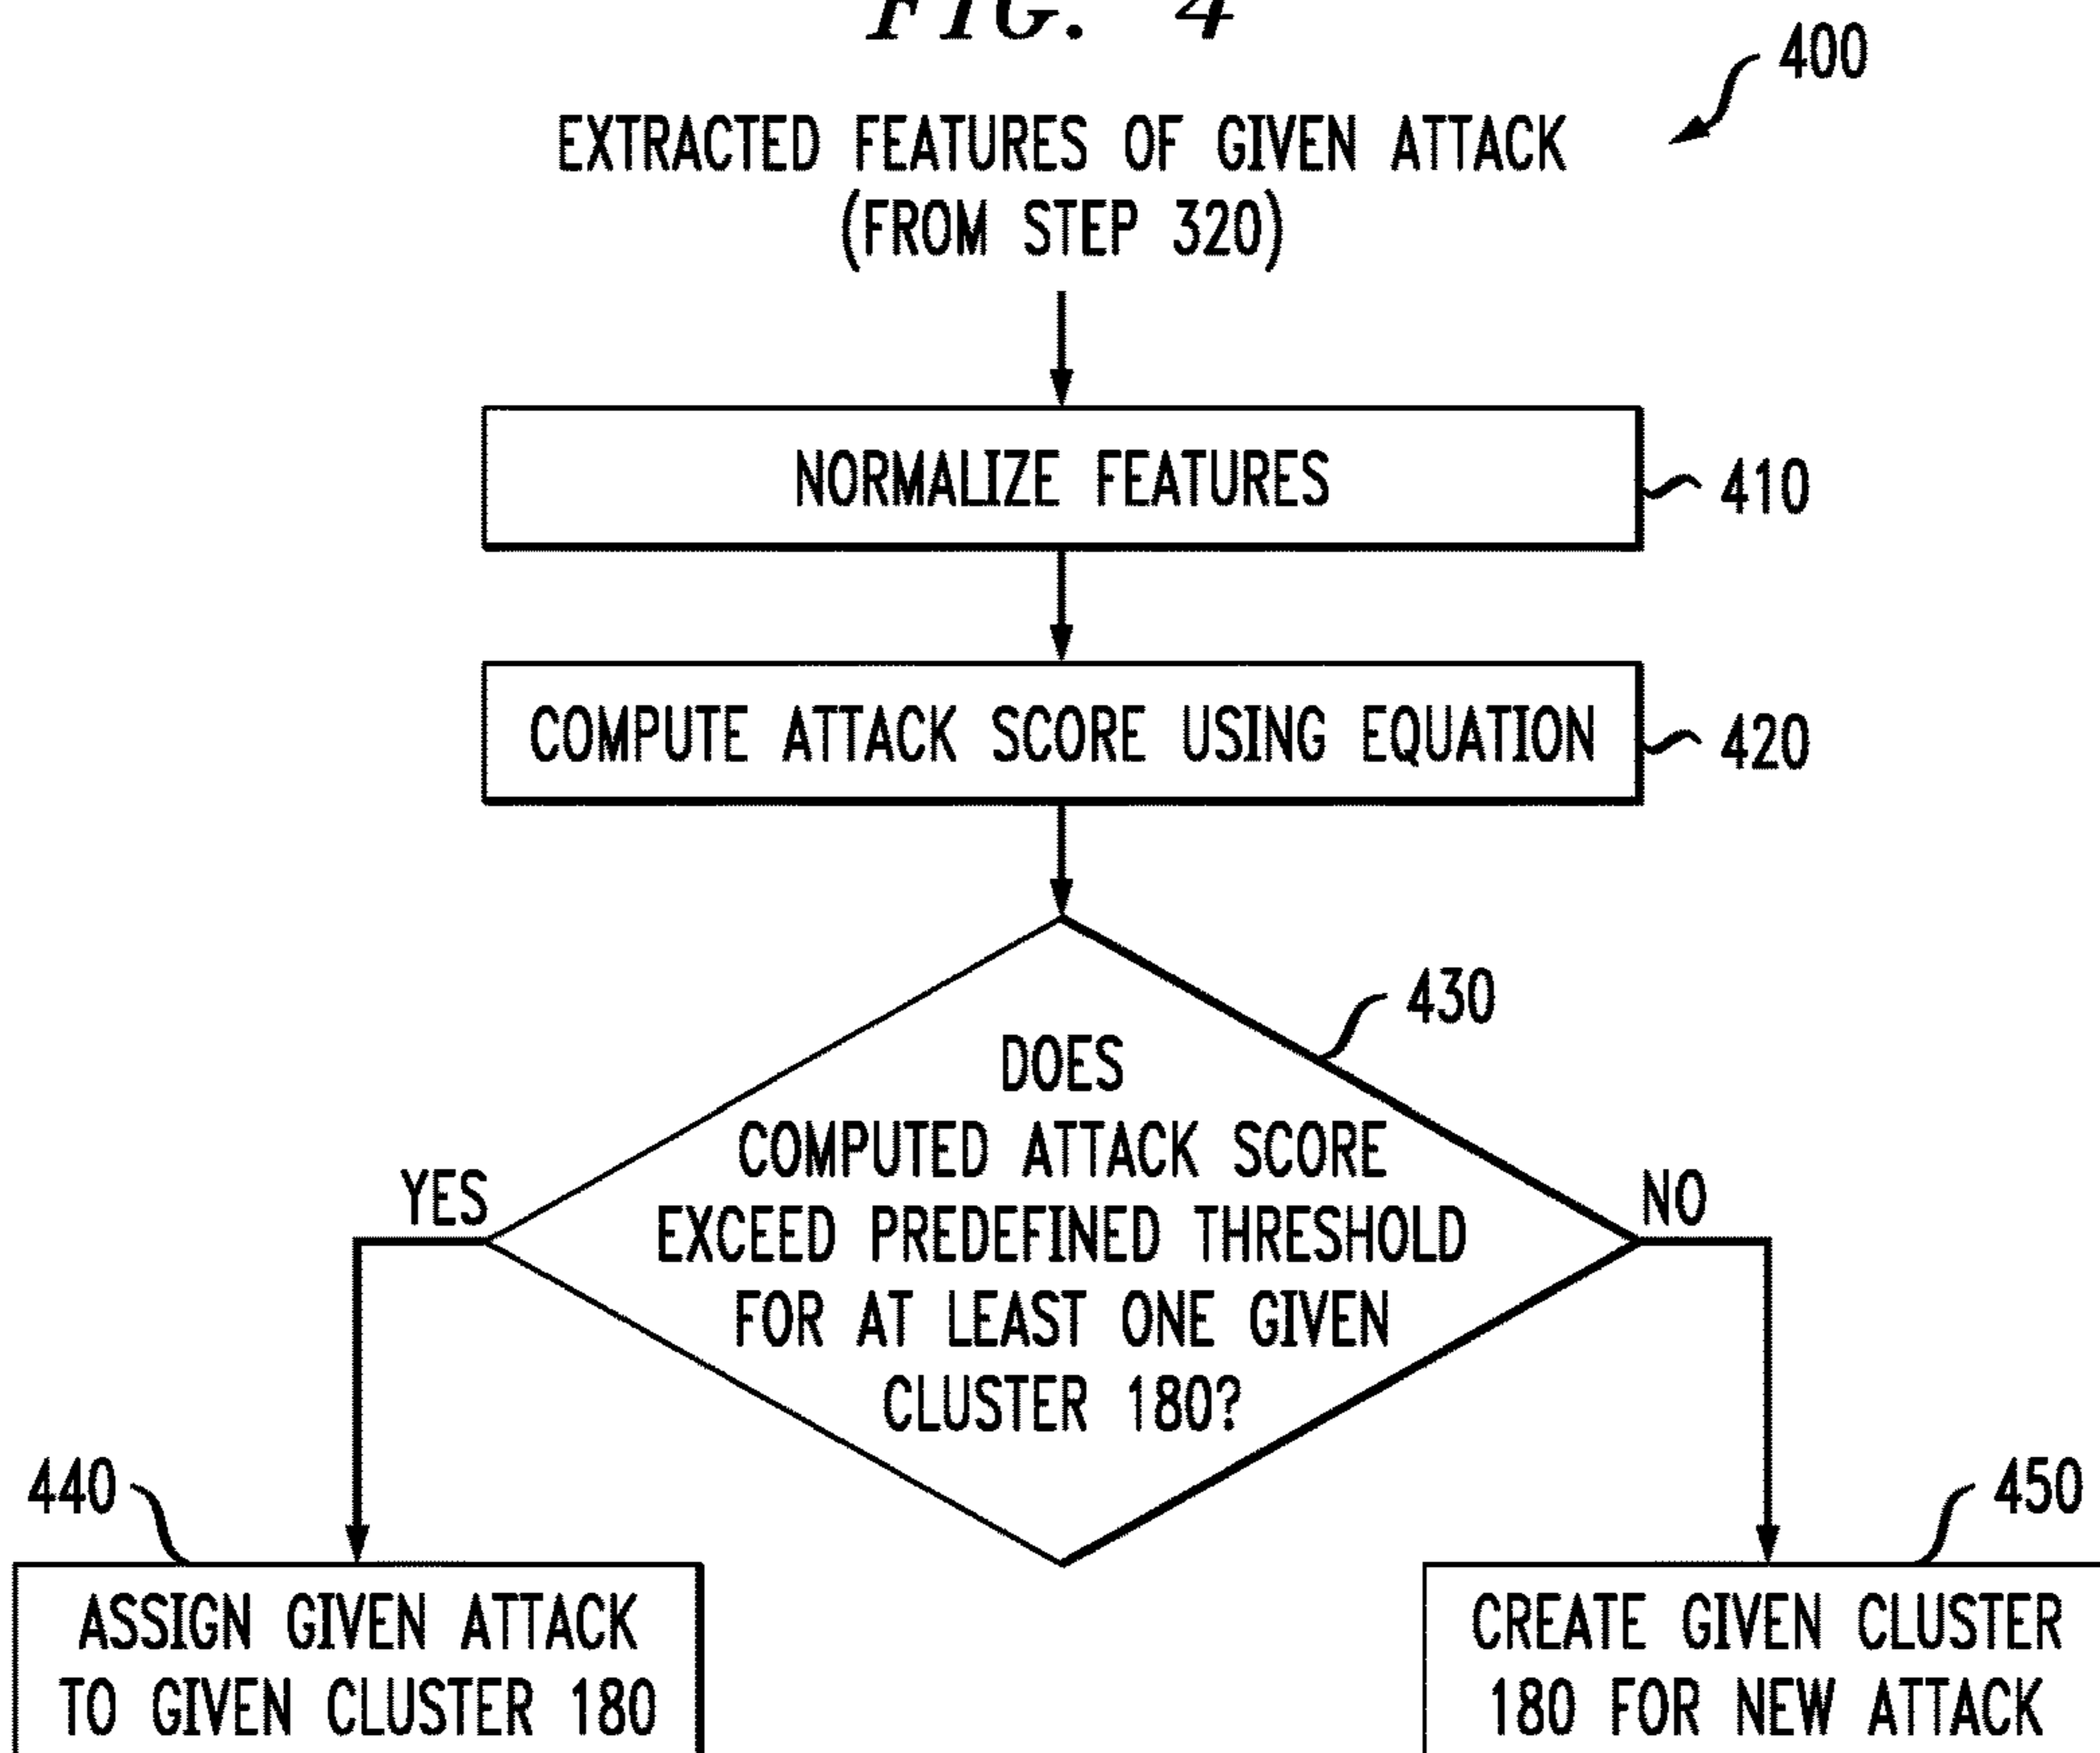 FIG. 4
400
EXTRACTED FEATURES OF GIVEN ATTACK
(FROM STEP 320)
NORMALIZE FEATURES
410
COMPUTE ATTACK SCORE USING EQUATION
420
430
DOES
COMPUTED ATTACK SCORE
EXCEED PREDEFINED THRESHOLD
FOR AT LEAST ONE GIVEN
CLUSTER 180?
YES
NO
440
ASSIGN GIVEN ATTACK
TO GIVEN CLUSTER 180
450
CREATE GIVEN CLUSTER
180 FOR NEW ATTACK